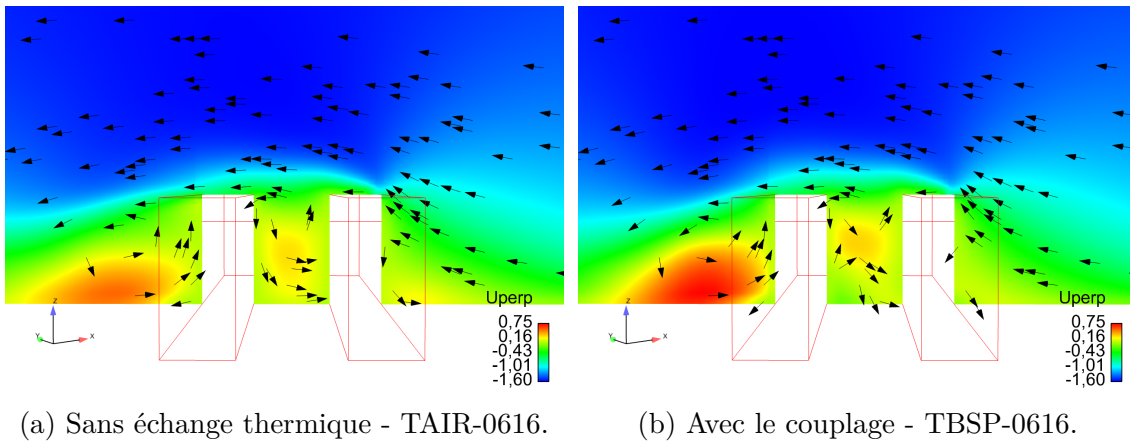 Uperp
0.75
0.16
-0,43
-1,01
-1,60
Z
Y
X
Uperp
0.75
0.16
-0,43
-1,01
-1,60
Z
Y
X
(a) Sans échange thermique - TAIR-0616.
(b) Avec le couplage - TBSP-0616.